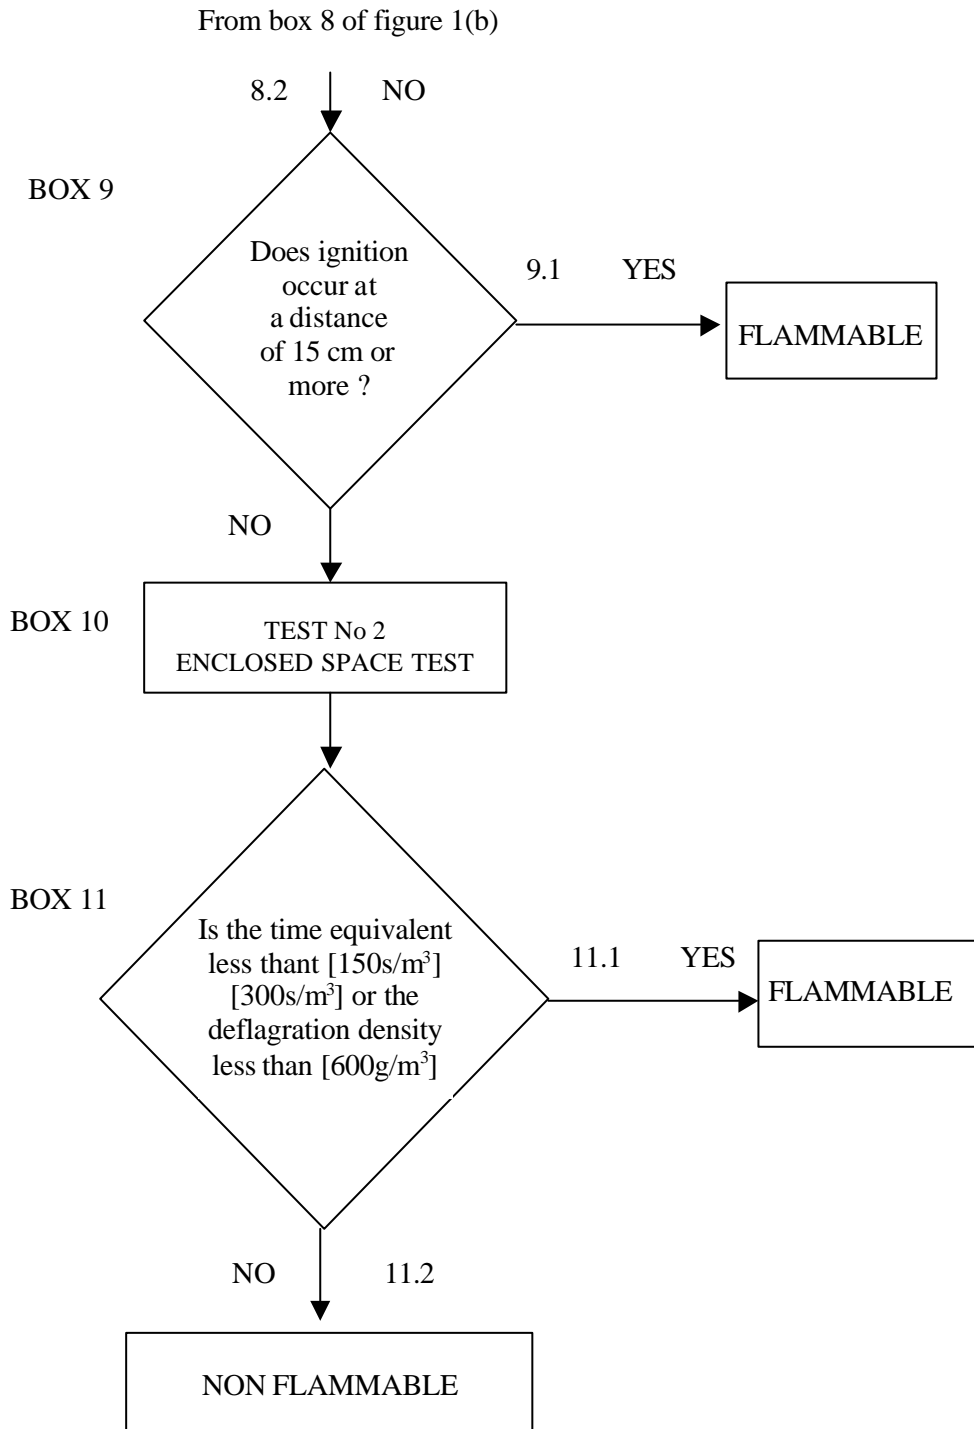 From box 8 of figure 1(b)
8.2 NO
BOX 9
Does ignition
occur at
a distance
of 15 cm or
more ?
9.1 YES
FLAMMABLE
NO
BOX 10
TEST No 2
ENCLOSED SPACE TEST
BOX 11
Is the time equivalent
less thant [150s/m³]
[300s/m³] or the
deflagration density
less than [600g/m³]
11.1 YES
FLAMMABLE
NO 11.2
NON FLAMMABLE